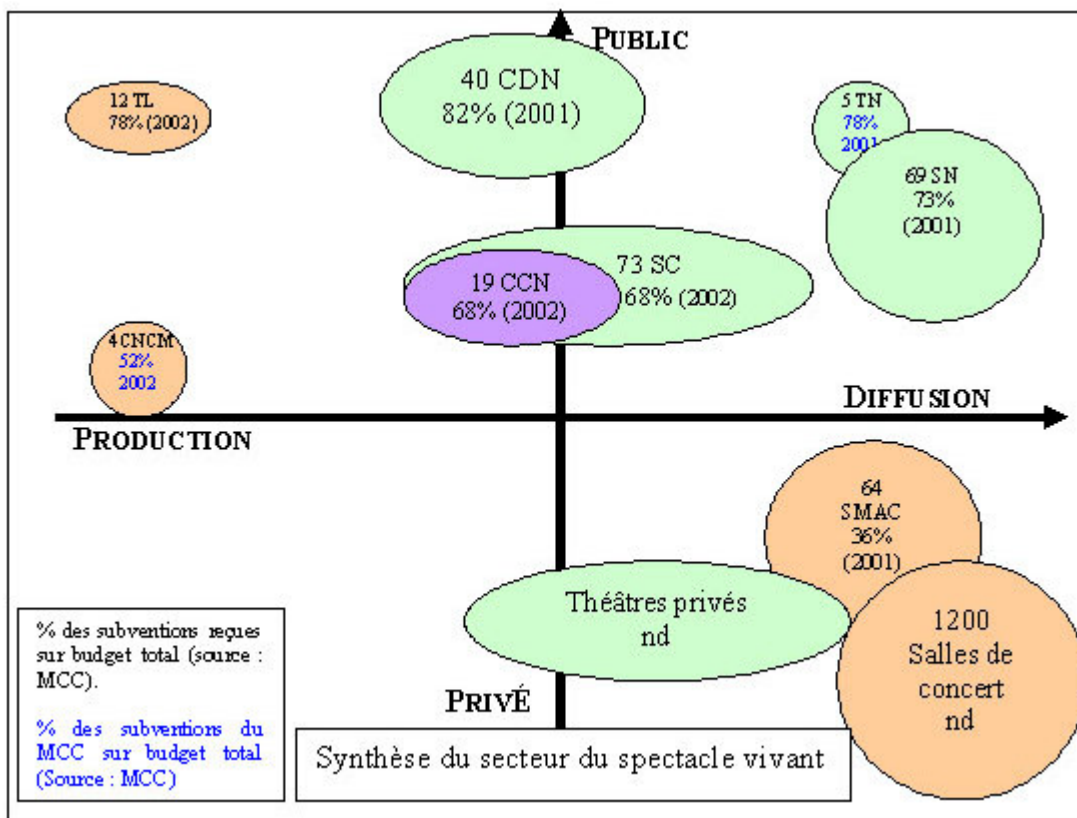 PUBLIC
40 CDN
82% (2001)
12 TL
78% (2002)
5 TN
78%
2001
69 SN
73%
(2001)
73 SC
68% (2002)
19 CCN
68% (2002)
4 CNCM
52%
2002
DIFFUSION
PRODUCTION
64
SMAC
36%
(2001)
Théâtres privés
nd
1200
Salles de
concert
nd
% des subventions reçues
sur budget total (source :
MCC).
% des subventions du
MCC sur budget total
(Source : MCC)
PRIVÉ
Synthèse du secteur du spectacle vivant